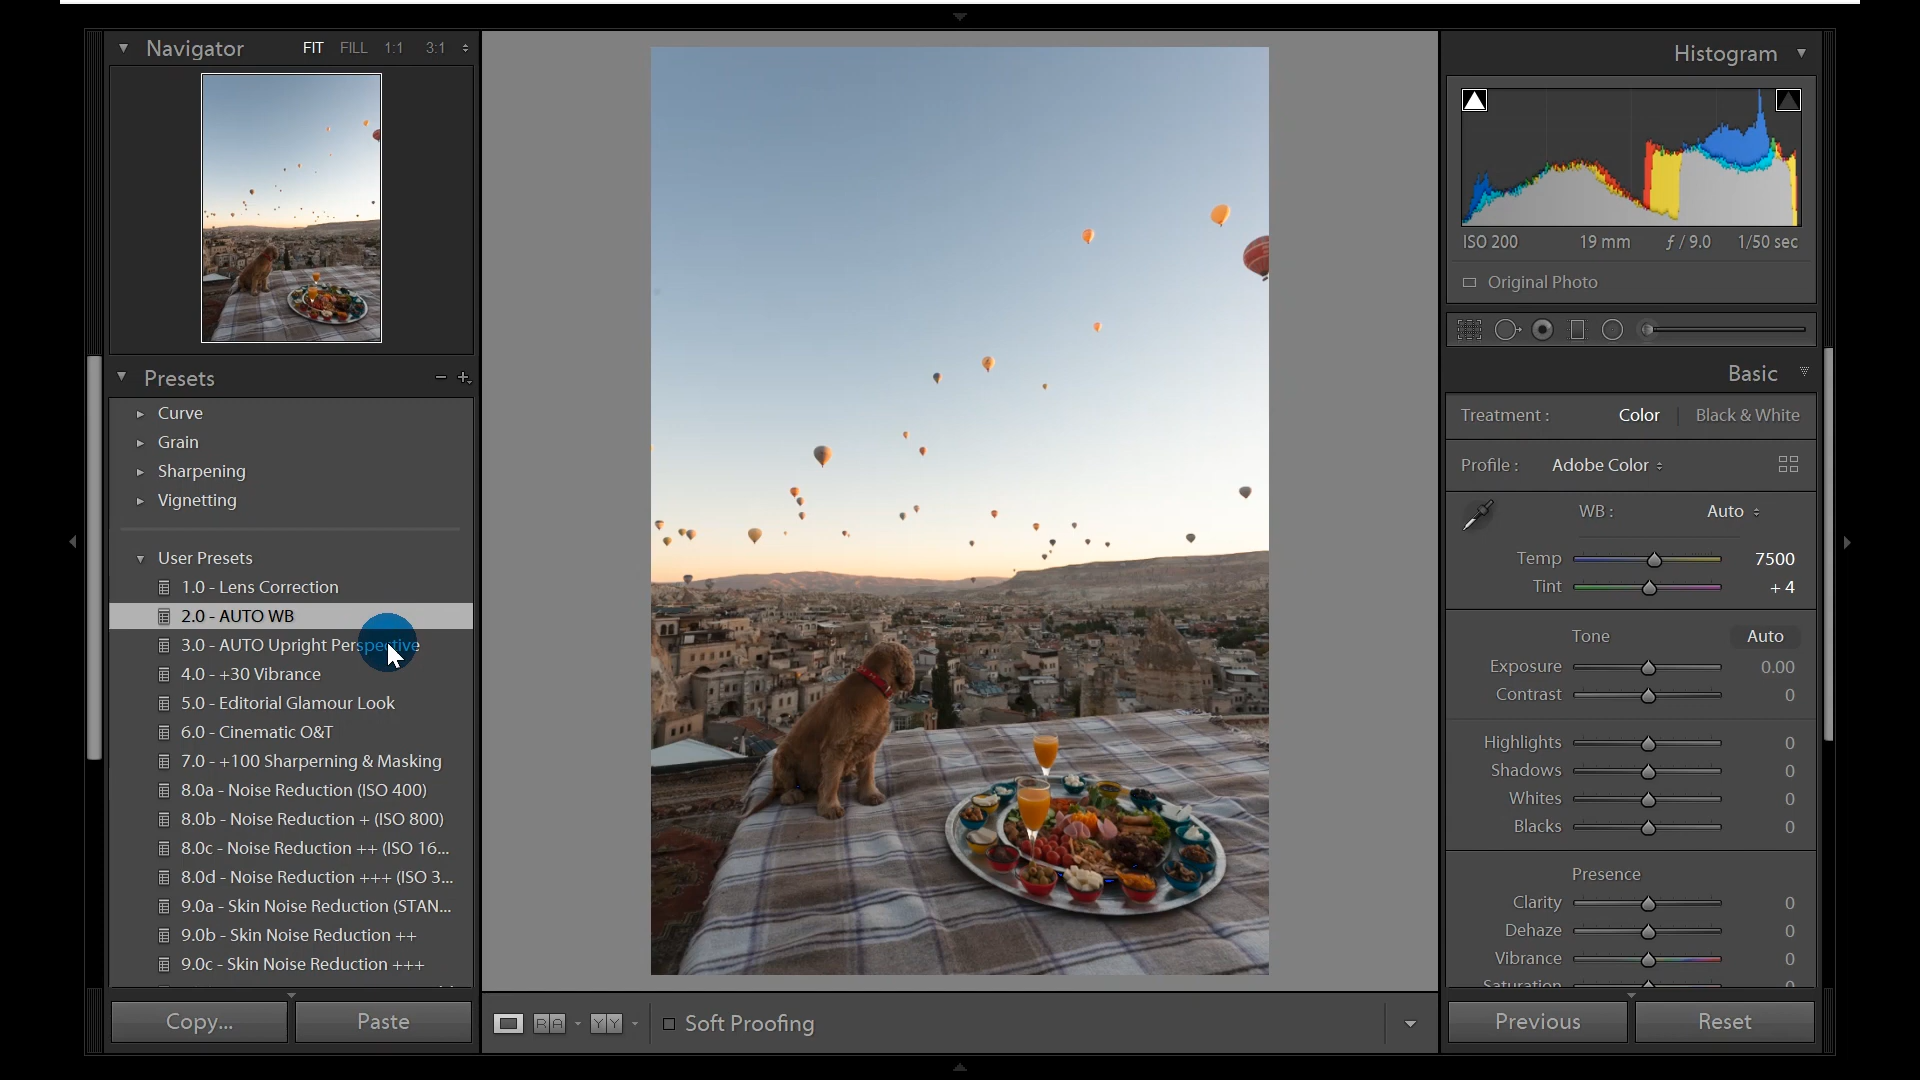 Navigator FIT FILL 1:1 3:1
Presets
Curve
Grain
Sharpening
Vignetting
User Presets
1.0 - Lens Correction
2.0 - AUTO WB
3.0 - AUTO Upright Perspective
4.0 - +30 Vibrance
5.0 - Editorial Glamour Look
6.0 - Cinematic O&T
7.0 - +100 Sharperning & Masking
8.0a - Noise Reduction (ISO 400)
8.0b - Noise Reduction + (ISO 800)
8.0c - Noise Reduction ++ (ISO 16...
8.0d - Noise Reduction +++ (ISO 3...
9.0a - Skin Noise Reduction (STAN...
9.0b - Skin Noise Reduction ++
9.0c - Skin Noise Reduction +++
Copy... Paste
RA YY Soft Proofing
Histogram
ISO 200 19 mm ƒ / 9.0 1/50 sec
Original Photo
Basic
Treatment : Color Black & White
Profile : Adobe Color
WB : Auto
Temp 7500
Tint + 4
Tone Auto
Exposure 0.00
Contrast 0
Highlights 0
Shadows 0
Whites 0
Blacks 0
Presence
Clarity 0
Dehaze 0
Vibrance 0
Saturation 0
Previous Reset